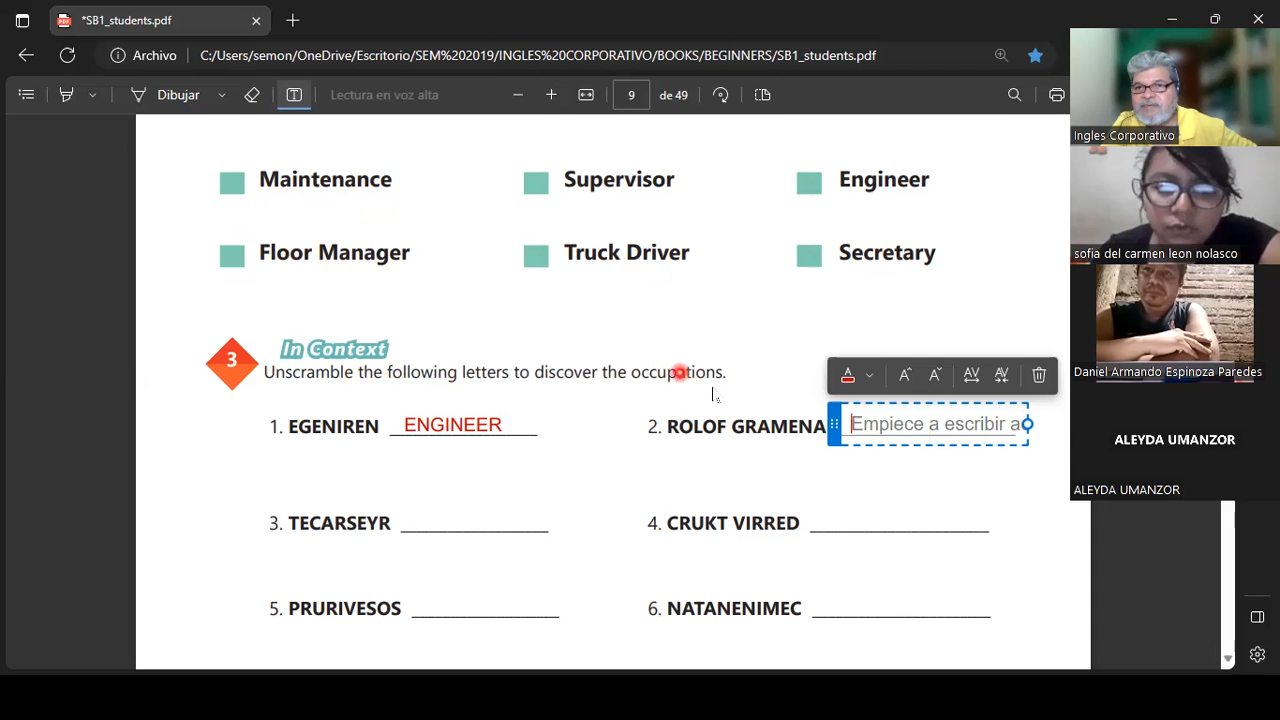 *SB1_students.pdf
Archivo C:/Users/semon/OneDrive/Escritorio/SEM%202019/INGLES%20CORPORATIVO/BOOKS/BEGINNERS/SB1_students.pdf
Dibujar Lectura en voz alta 9 de 49
Maintenance Supervisor Engineer
Floor Manager Truck Driver Secretary
3 In Context
Unscramble the following letters to discover the occupations.
1. EGENIREN ENGINEER 2. ROLOF GRAMENA Empiece a escribir a
3. TECARSEYR 4. CRUKT VIRRED
5. PRURIVESOS 6. NATANENIMEC
Ingles Corporativo
sofia del carmen leon nolasco
Daniel Armando Espinoza Paredes
ALEYDA UMANZOR
ALEYDA UMANZOR